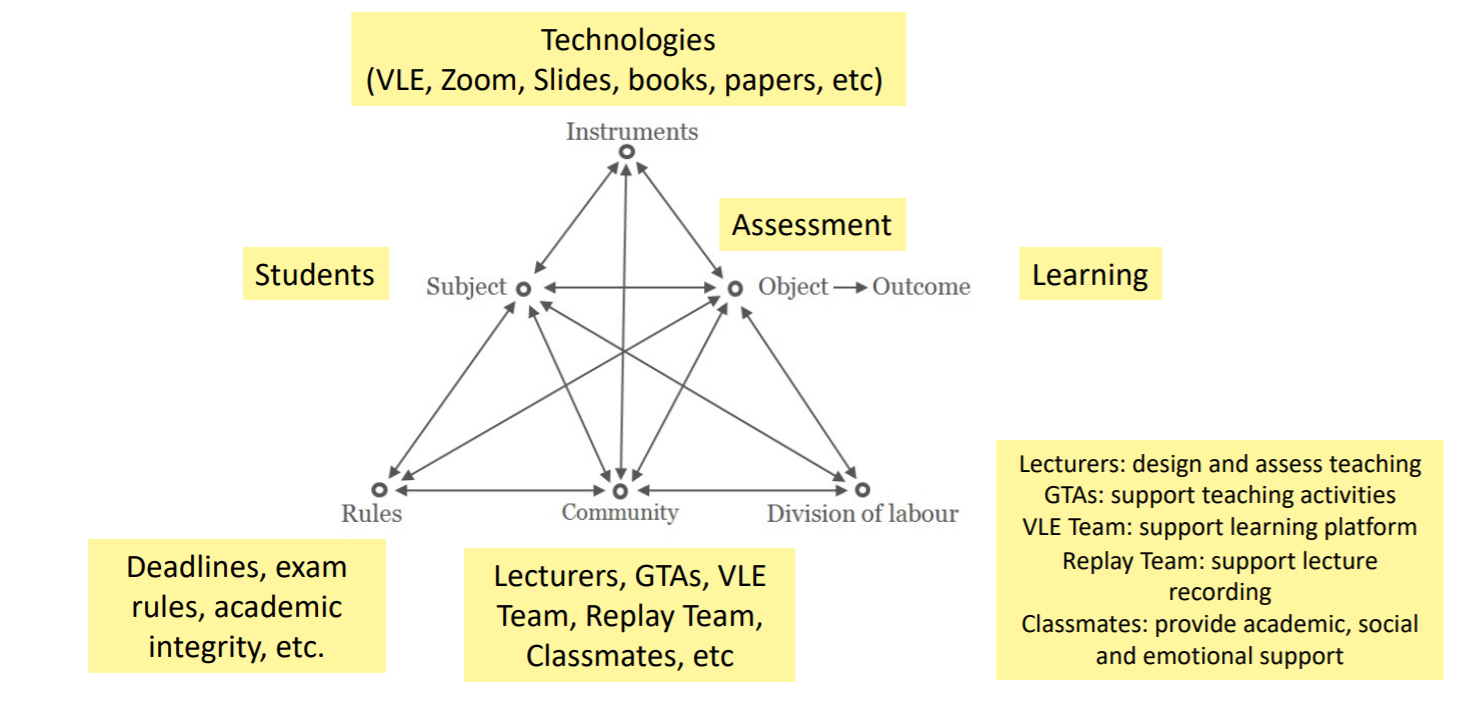 Technologies
(VLE, Zoom, Slides, books, papers, etc)
Instruments
Assessment
Students
Subject
Object
Outcome
Learning
Rules
Community
Division of labour
Deadlines, exam
rules, academic
integrity, etc.
Lecturers, GTAs, VLE
Team, Replay Team,
Classmates, etc
Lecturers: design and assess teaching
GTAs: support teaching activities
VLE Team: support learning platform
Replay Team: support lecture
recording
Classmates: provide academic, social
and emotional support